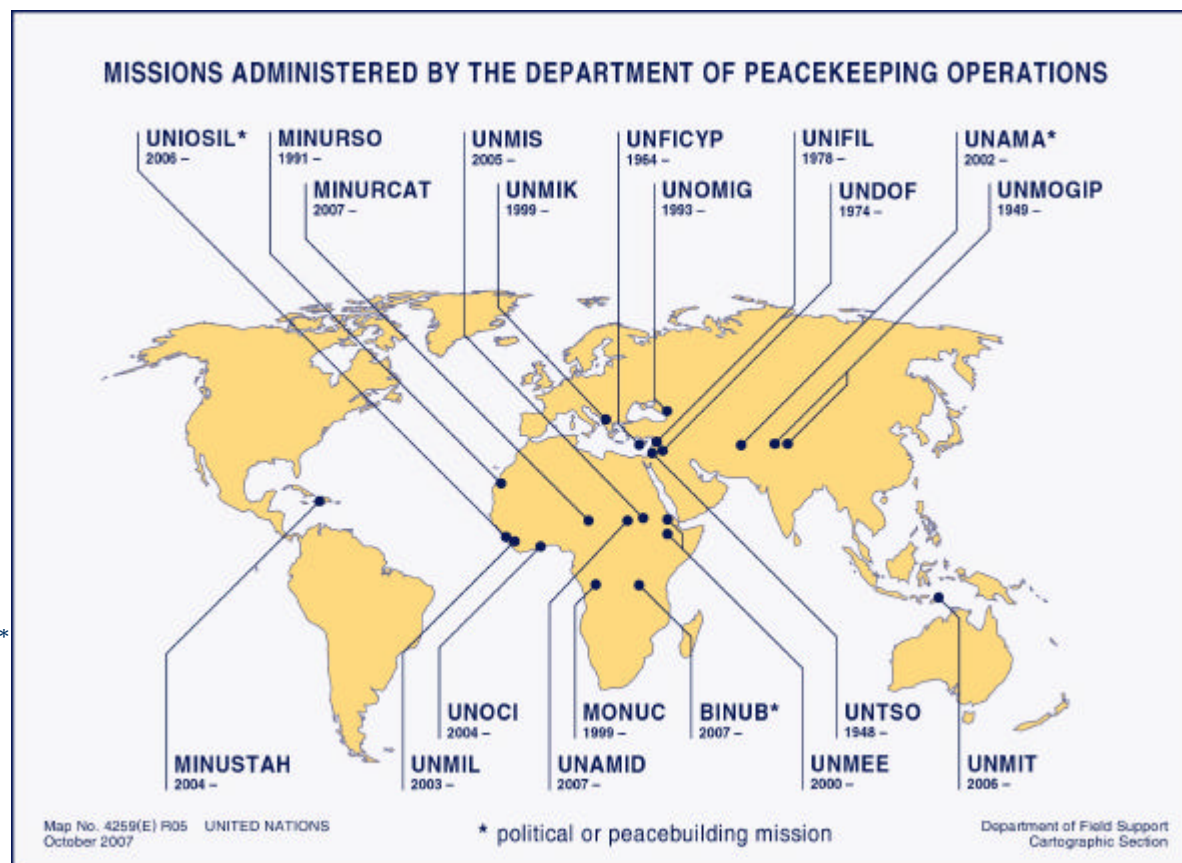 MISSIONS ADMINISTERED BY THE DEPARTMENT OF PEACEKEEPING OPERATIONS
UNIOSIL*
2006 –
MINURSO
1991 –
UNMIS
2005 –
UNFICYP
1964 –
UNIFIL
1978 –
UNAMA*
2002 –
MINURCAT
2007 –
UNMIK
1999 –
UNOMIG
1993 –
UNDOF
1974 –
UNMOGIP
1949 –
*
UNOCI
2004 –
MONUC
1999 –
BINUB*
2007 –
UNTSO
1948 –
MINUSTAH
2004 –
UNMIL
2003 –
UNAMID
2007 –
UNMEE
2000 –
UNMIT
2006 –
Map No. 4259(E) R05 UNITED NATIONS
October 2007
* political or peacebuilding mission
Department of Field Support
Cartographic Section